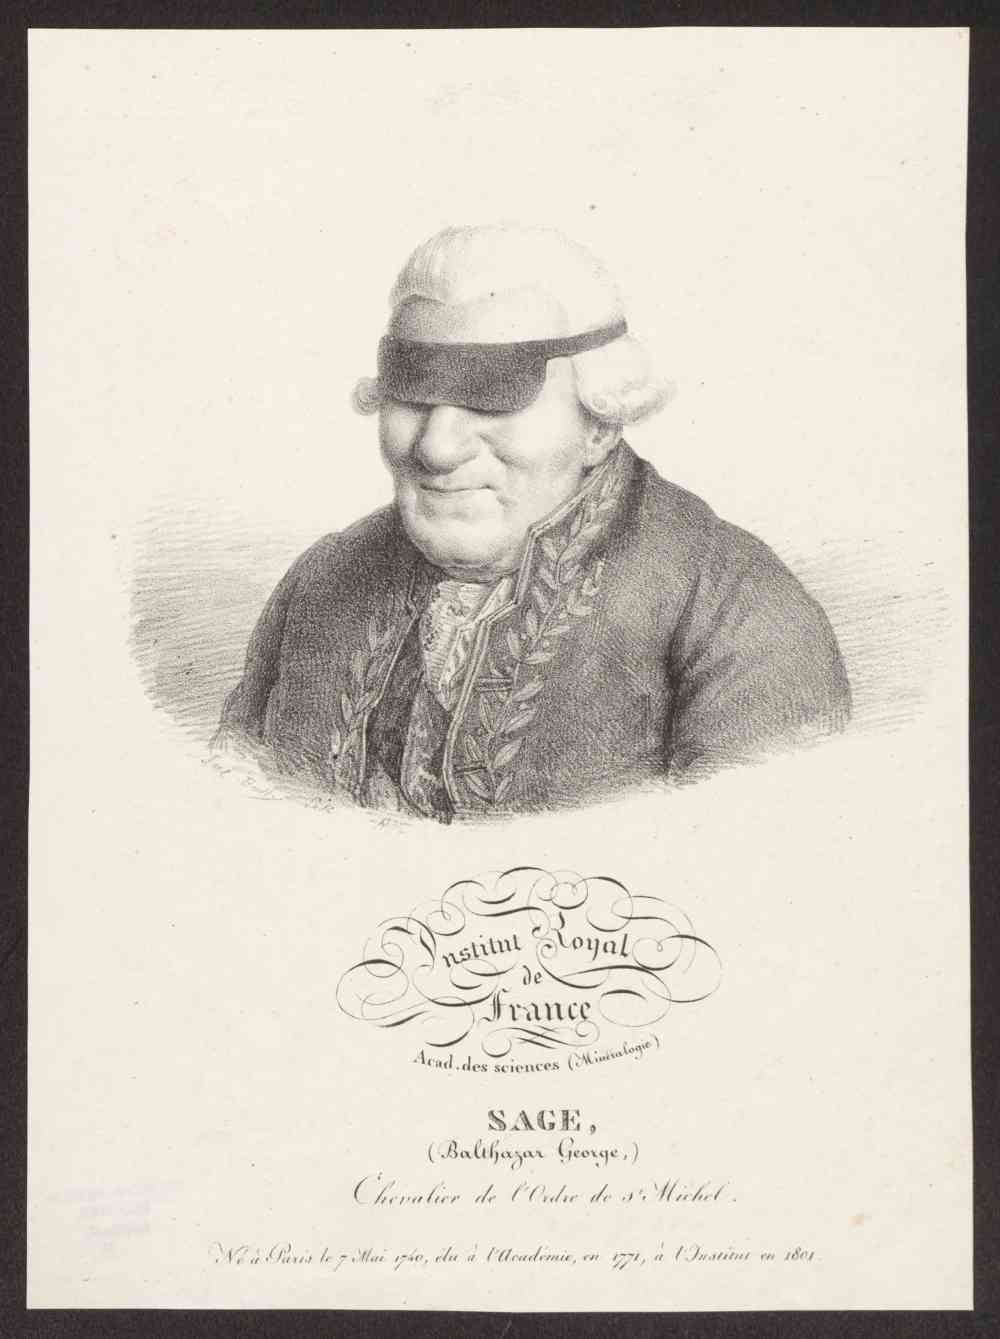 Institut Royal
de
France
Acad. des sciences (Minéralogie)
SAGE,
(Balthazar George,)
Chevalier de l'Ordre de St Michel.
Né à Paris le 7 Mai 1740, élu à l'Académie, en 1771, à l'Institut en 1801.